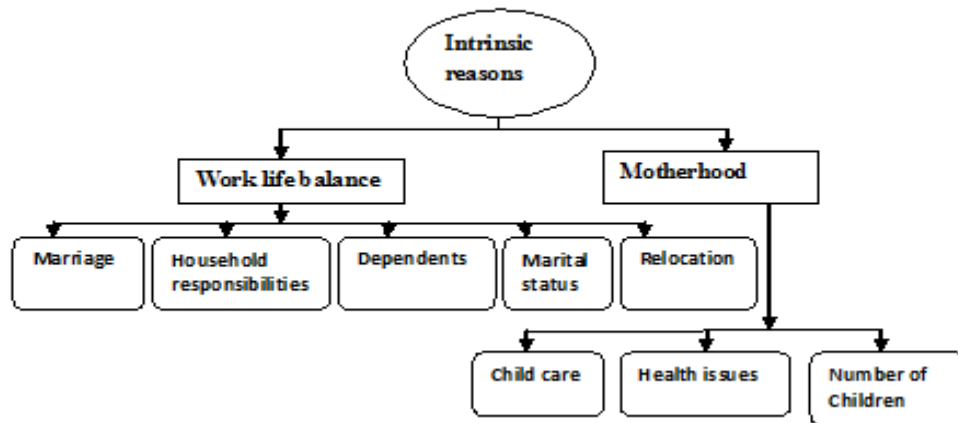 Intrinsic
reasons
Work life balance
Motherhood
Marriage
Household
responsibilities
Dependents
Marital
status
Relocation
Child care
Health issues
Number of
Children